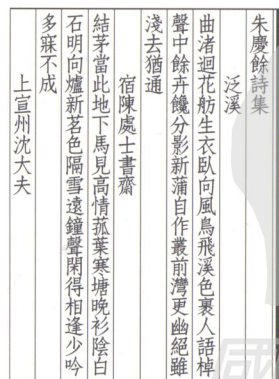 朱慶餘詩集
泛溪
曲渚迴花舫生衣臥向風鳥飛溪色裏人語棹
聲中餘卉纔分影新蒲自作叢前灣更幽絕雖
淺去猶通
宿陳處士書齋
結茅當此地下馬見高情菰葉寒塘晚衫陰白
石明向爐新茗色隔雪遠鐘聲閑得相逢少吟
多寐不成
上宣州沈大夫